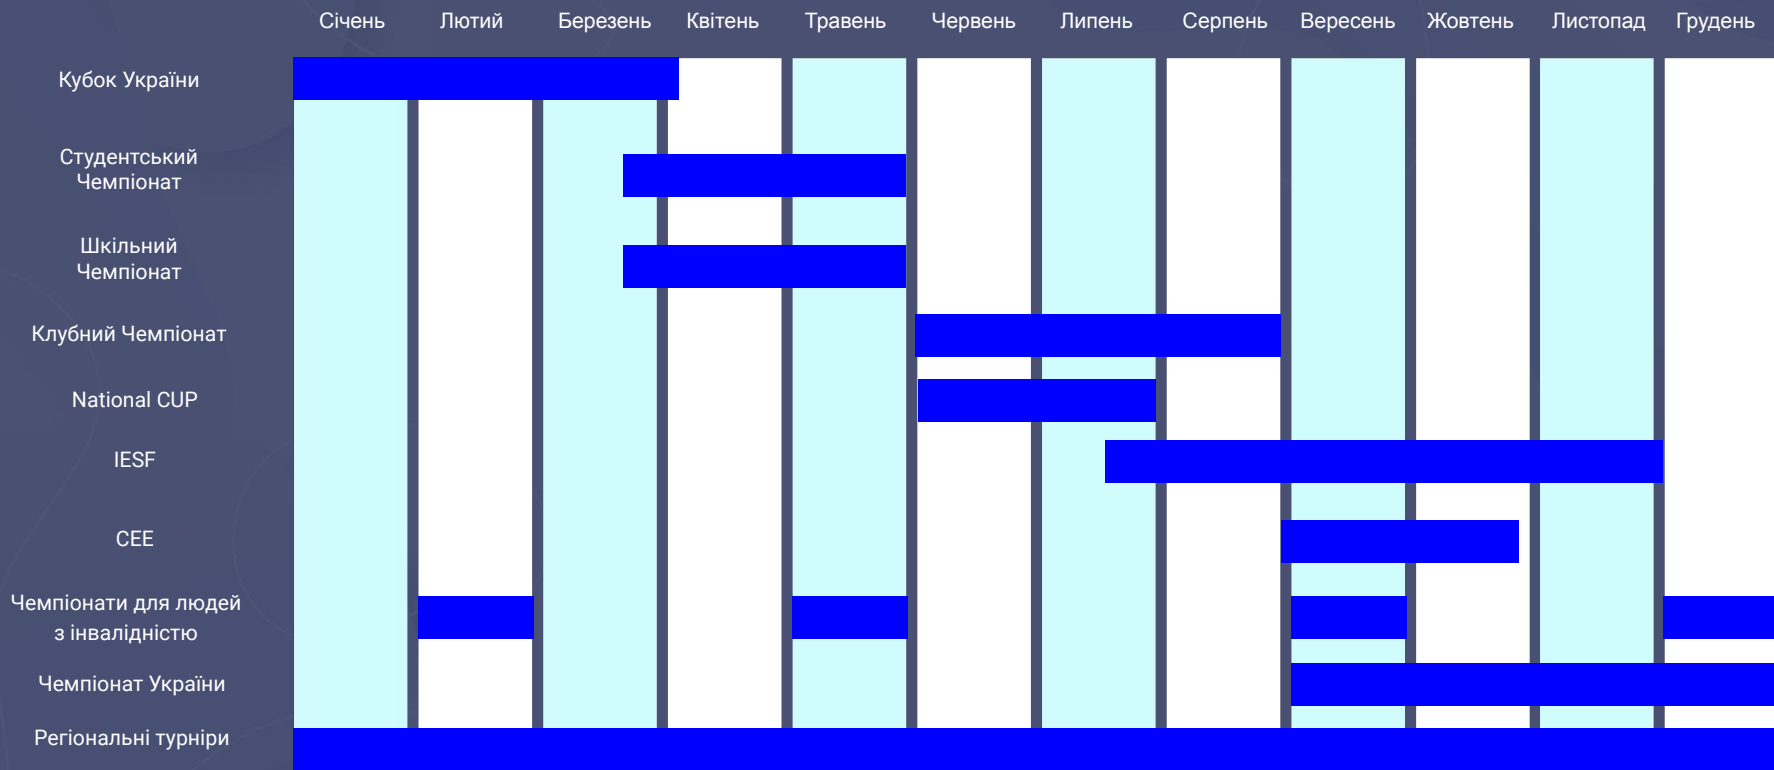 Січень Лютий Березень Квітень Травень Червень Липень Серпень Вересень Жовтень Листопад Грудень
Кубок України
Студентський
Чемпіонат
Шкільний
Чемпіонат
Клубний Чемпіонат
National CUP
IESF
CEE
Чемпіонати для людей
з інвалідністю
Чемпіонат України
Регіональні турніри